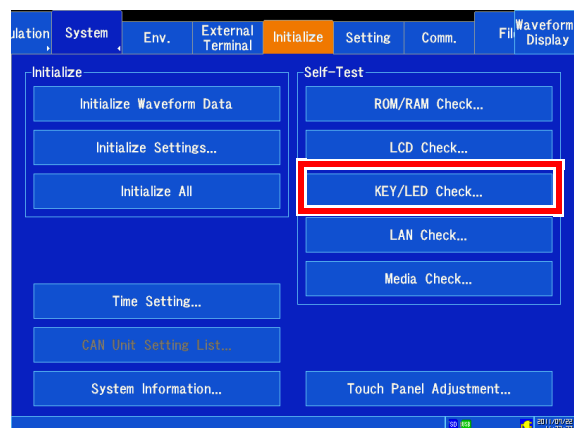 ulation System Env. External Terminal Initialize Setting Comm. Fil Waveform Display
Initialize
Initialize Waveform Data
Initialize Settings...
Initialize All
Self-Test
ROM/RAM Check...
LCD Check...
KEY/LED Check...
LAN Check...
Media Check...
Time Setting...
CAN Unit Setting List...
System Information...
Touch Panel Adjustment...
SD USB